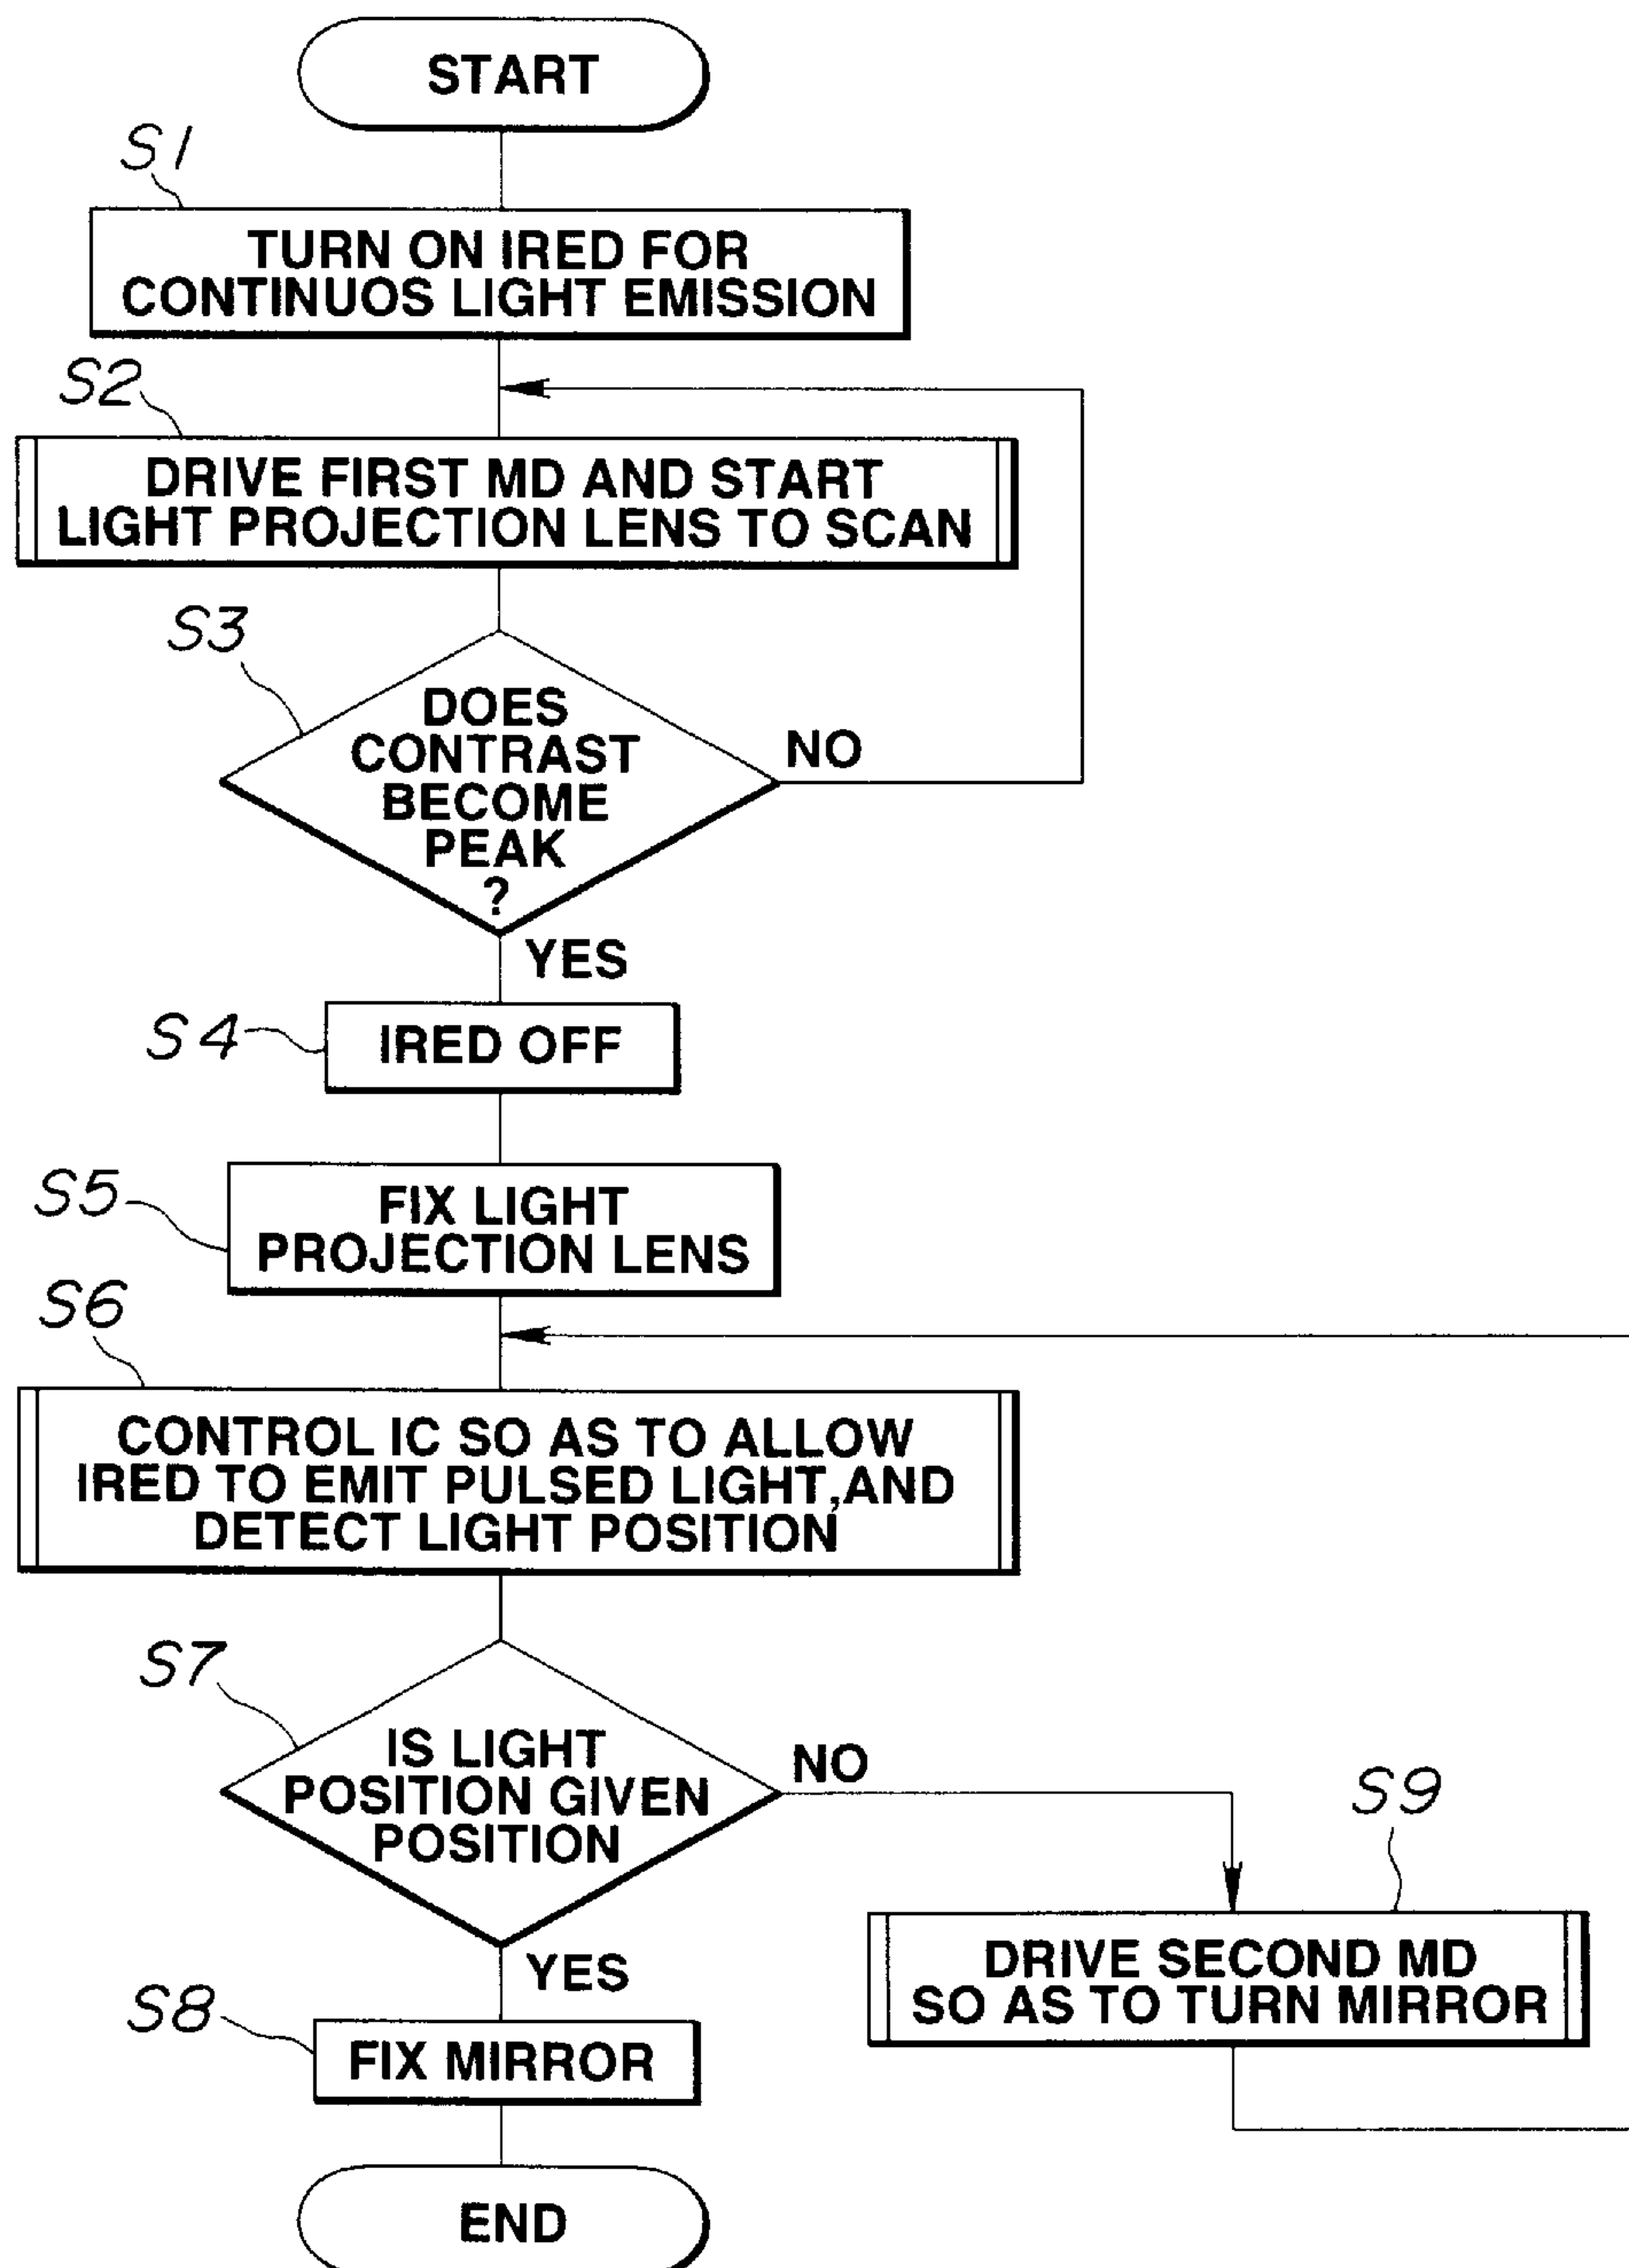 START
S1
TURN ON IRED FOR
CONTINUOS LIGHT EMISSION
S2
DRIVE FIRST MD AND START
LIGHT PROJECTION LENS TO SCAN
S3
DOES
CONTRAST
BECOME
PEAK
?
NO
YES
S4
IRED OFF
S5
FIX LIGHT
PROJECTION LENS
S6
CONTROL IC SO AS TO ALLOW
IRED TO EMIT PULSED LIGHT,AND
DETECT LIGHT POSITION
S7
IS LIGHT
POSITION GIVEN
POSITION
NO
S9
DRIVE SECOND MD
SO AS TO TURN MIRROR
YES
S8
FIX MIRROR
END